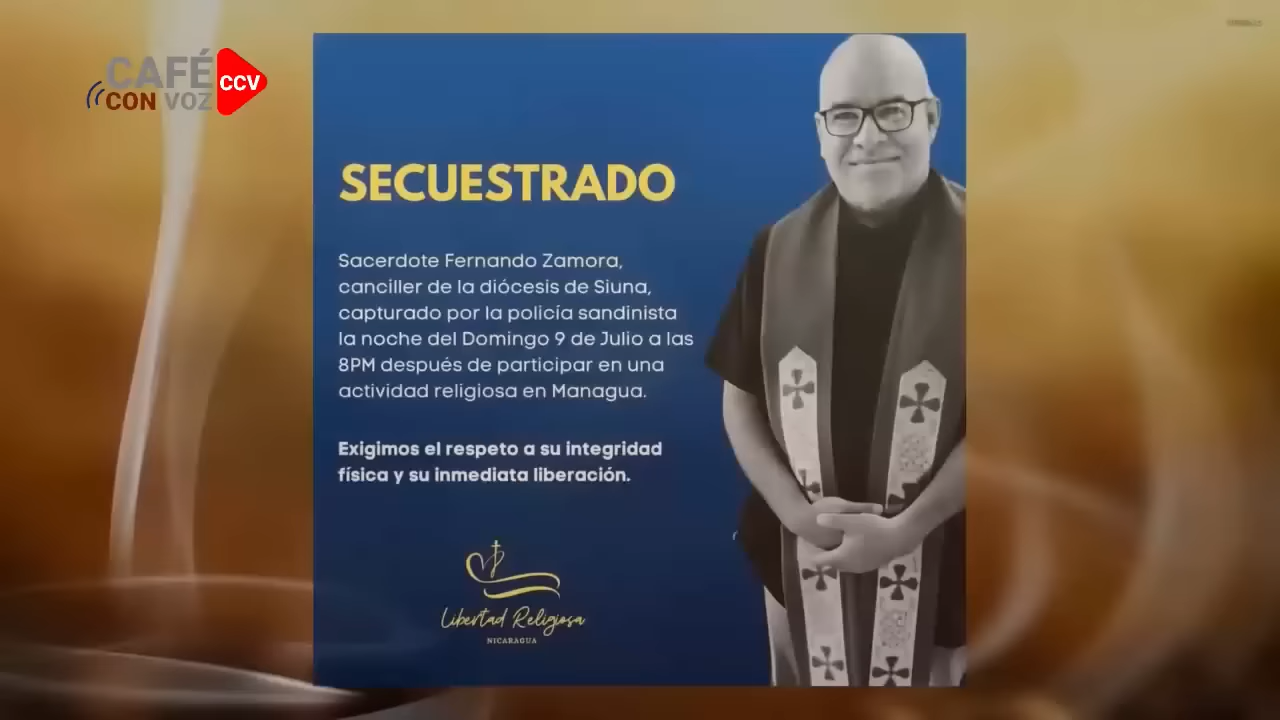 CAFÉ
CON VOZ
CCV
SECUESTRADO
Sacerdote Fernando Zamora,
canciller de la diócesis de Siuna,
capturado por la policía sandinista
la noche del Domingo 9 de Julio a las
8PM después de participar en una
actividad religiosa en Managua.
Exigimos el respeto a su integridad
física y su inmediata liberación.
Libertad Religiosa
NICARAGUA